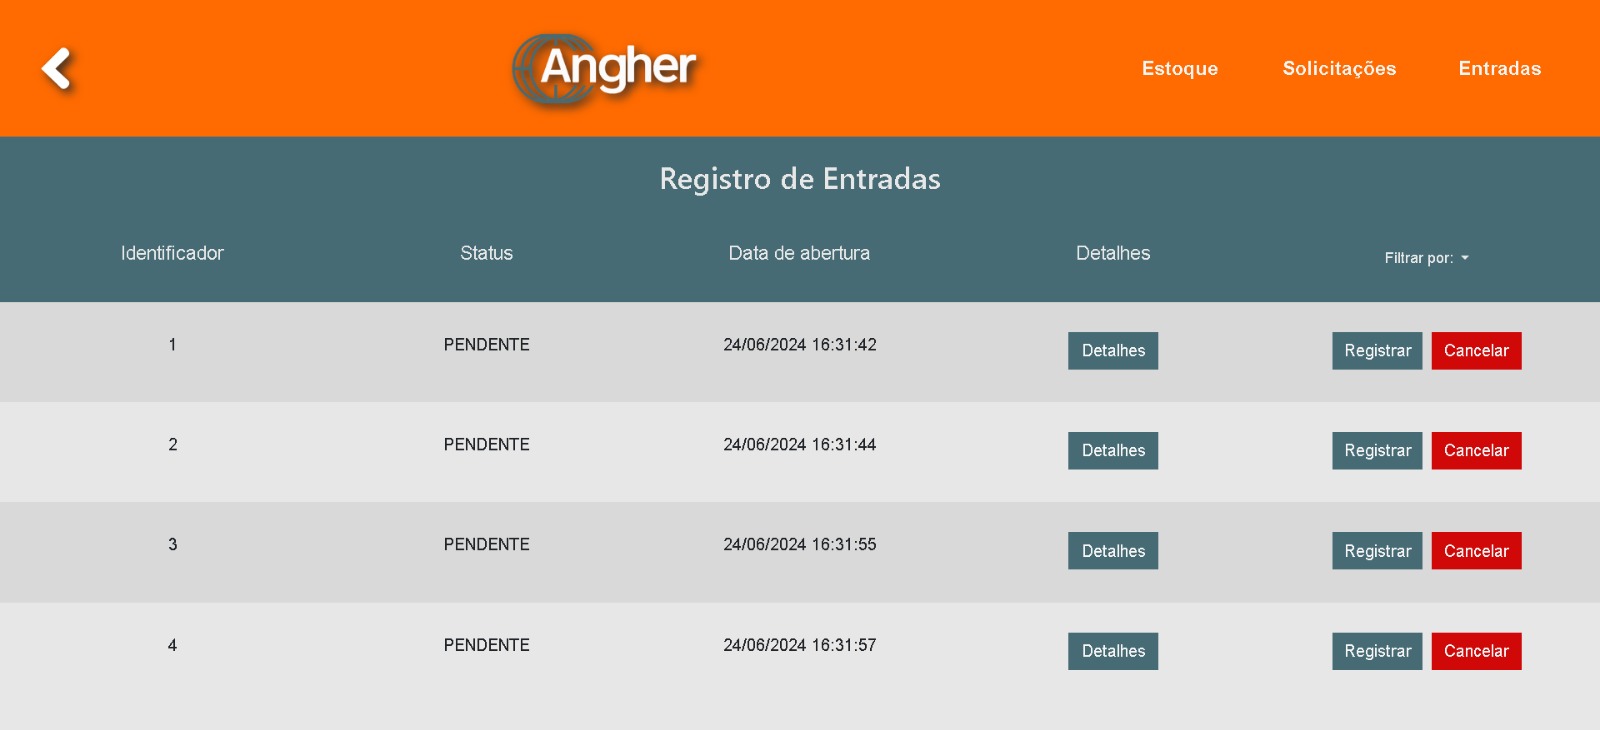 Angher
Estoque Solicitações Entradas
Registro de Entradas
Identificador Status Data de abertura Detalhes Filtrar por:
1 PENDENTE 24/06/2024 16:31:42 Detalhes Registrar Cancelar
2 PENDENTE 24/06/2024 16:31:44 Detalhes Registrar Cancelar
3 PENDENTE 24/06/2024 16:31:55 Detalhes Registrar Cancelar
4 PENDENTE 24/06/2024 16:31:57 Detalhes Registrar Cancelar